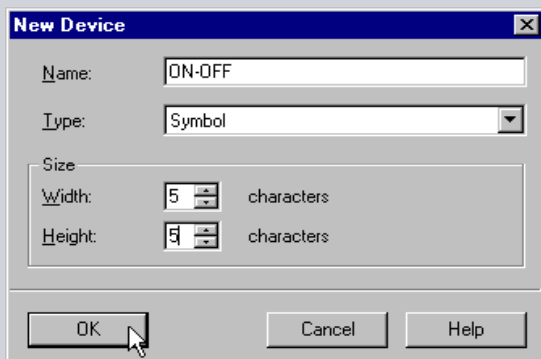 New Device
Name: ON-OFF
Type: Symbol
Size
Width: 5 characters
Height: 5 characters
OK Cancel Help